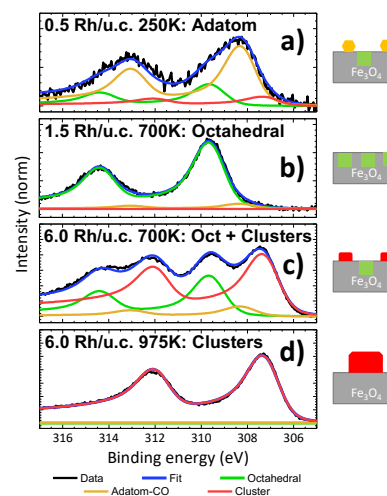 0.5 Rh/u.c. 250K: Adatom
a)
Fe3O4
1.5 Rh/u.c. 700K: Octahedral
b)
Fe3O4
6.0 Rh/u.c. 700K: Oct + Clusters
c)
Fe3O4
6.0 Rh/u.c. 975K: Clusters
d)
Fe3O4
Intensity (norm)
316 314 312 310 308 306
Binding energy (eV)
Data Fit Octahedral
Adatom-CO Cluster